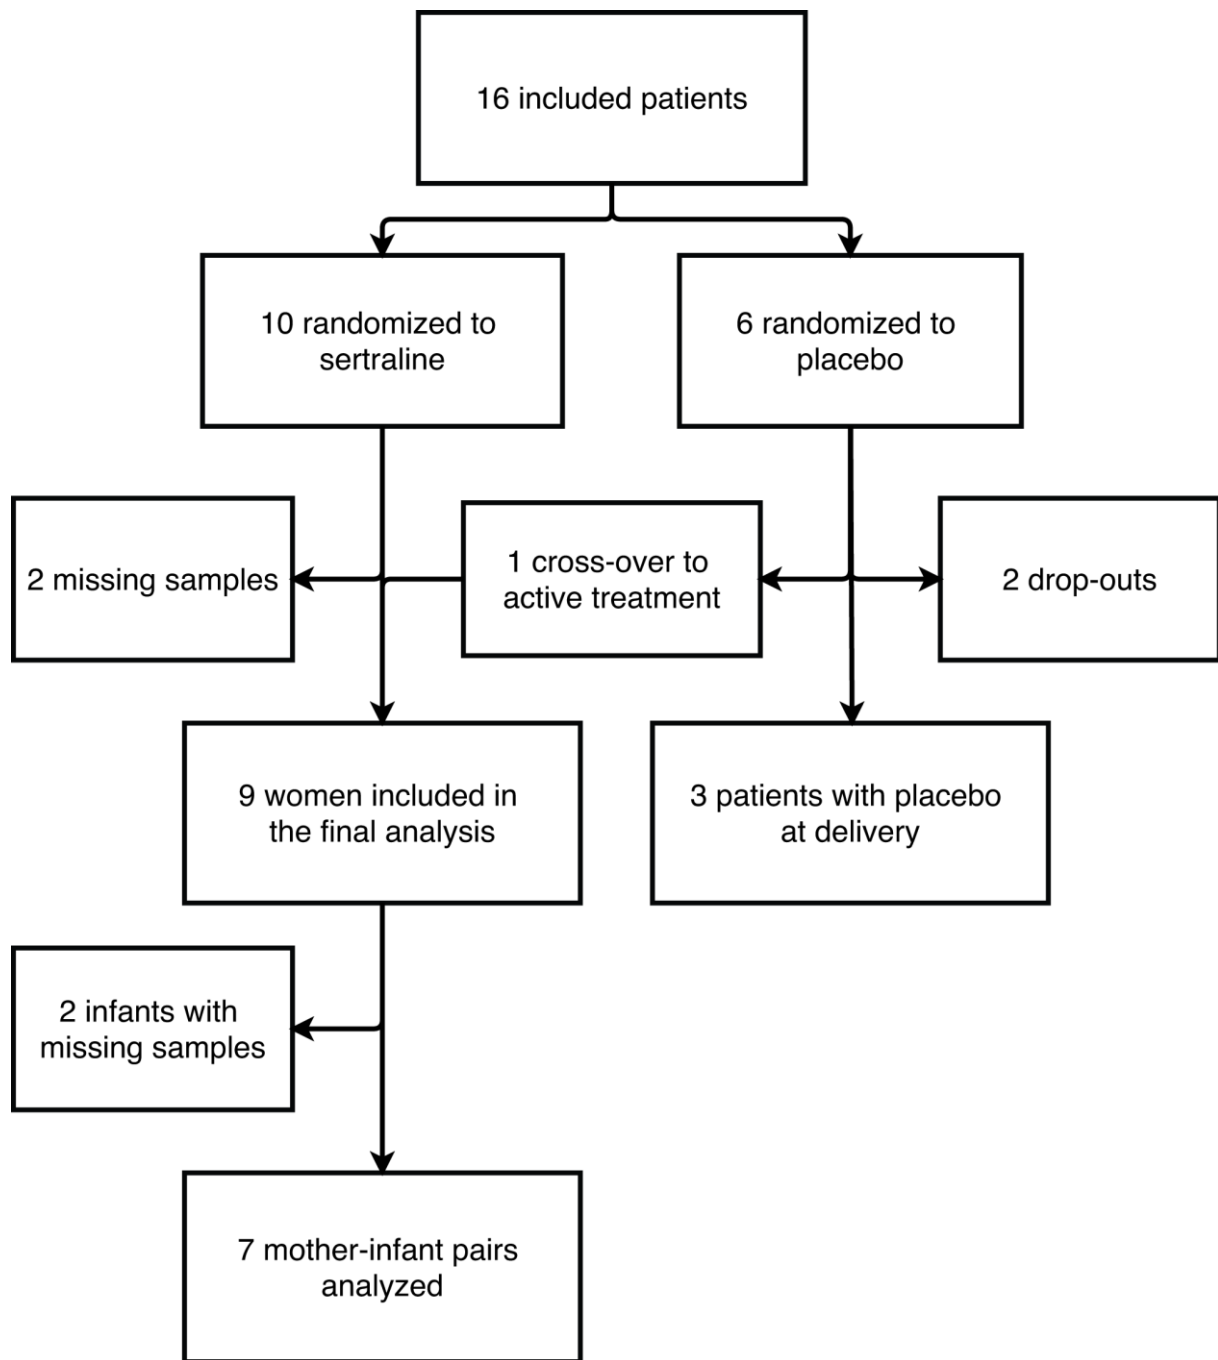 16 included patients
10 randomized to
sertraline
6 randomized to
placebo
2 missing samples
1 cross-over to
active treatment
2 drop-outs
9 women included in
the final analysis
3 patients with placebo
at delivery
2 infants with
missing samples
7 mother-infant pairs
analyzed